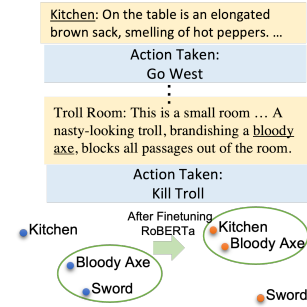 Kitchen: On the table is an elongated
brown sack, smelling of hot peppers. ...
Action Taken:
Go West
Troll Room: This is a small room ... A
nasty-looking troll, brandishing a bloody
axe, blocks all passages out of the room.
Action Taken:
Kill Troll
Kitchen
Bloody Axe
Sword
After Finetuning
RoBERTa
Kitchen
Bloody Axe
Sword